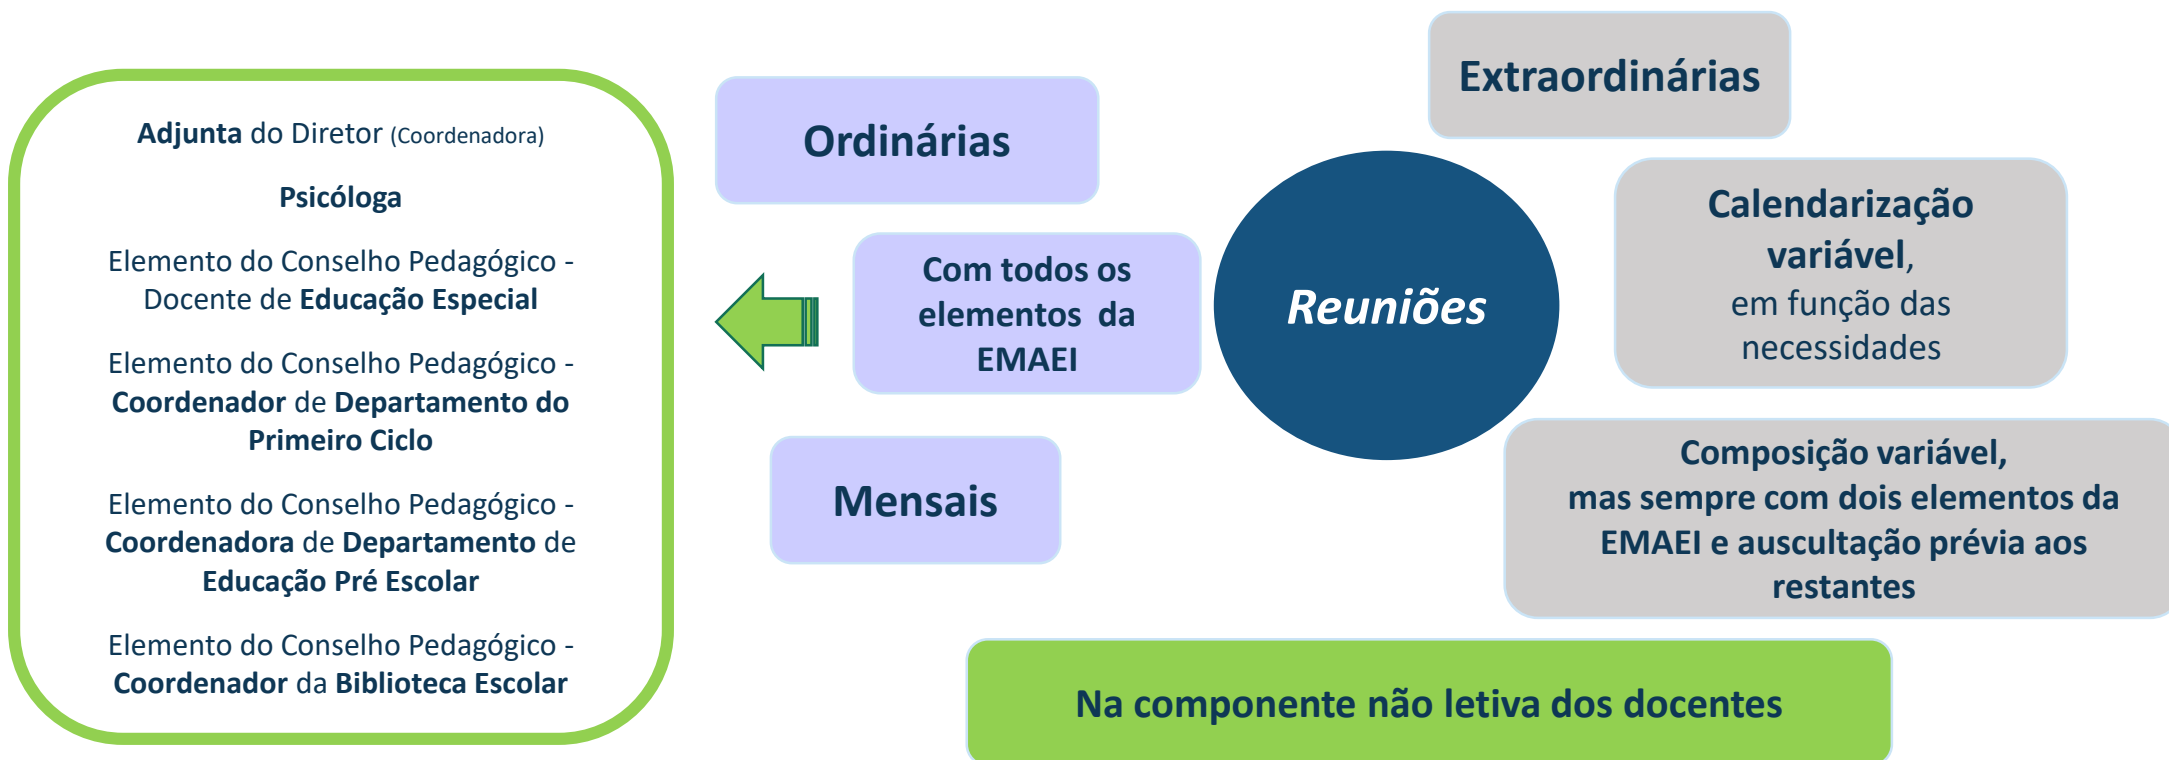 Adjunta do Diretor (Coordenadora)
Psicóloga
Elemento do Conselho Pedagógico -
Docente de Educação Especial
Elemento do Conselho Pedagógico -
Coordenador de Departamento do
Primeiro Ciclo
Elemento do Conselho Pedagógico -
Coordenadora de Departamento de
Educação Pré Escolar
Elemento do Conselho Pedagógico -
Coordenador da Biblioteca Escolar
Ordinárias
Com todos os
elementos da
EMAEI
Mensais
Reuniões
Extraordinárias
Calendarização
variável,
em função das
necessidades
Composição variável,
mas sempre com dois elementos da
EMAEI e auscultação prévia aos
restantes
Na componente não letiva dos docentes